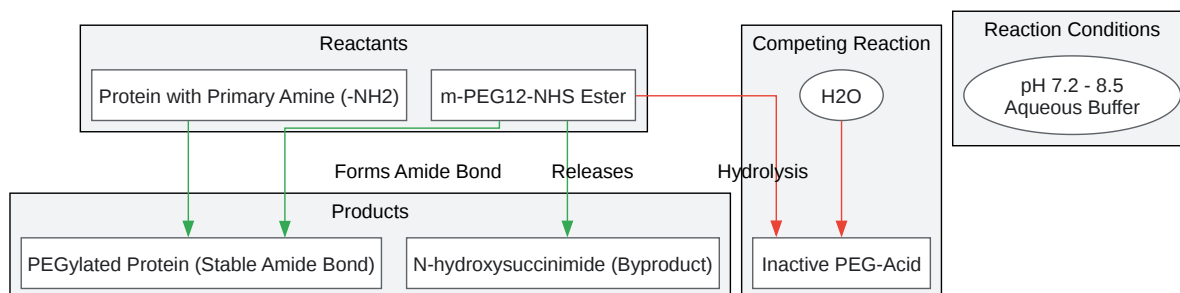 Reactants
Competing Reaction
Reaction Conditions
Protein with Primary Amine (-NH2)
m-PEG12-NHS Ester
H2O
pH 7.2 - 8.5
Aqueous Buffer
Forms Amide Bond
Releases
Hydrolysis
Products
PEGylated Protein (Stable Amide Bond)
N-hydroxysuccinimide (Byproduct)
Inactive PEG-Acid